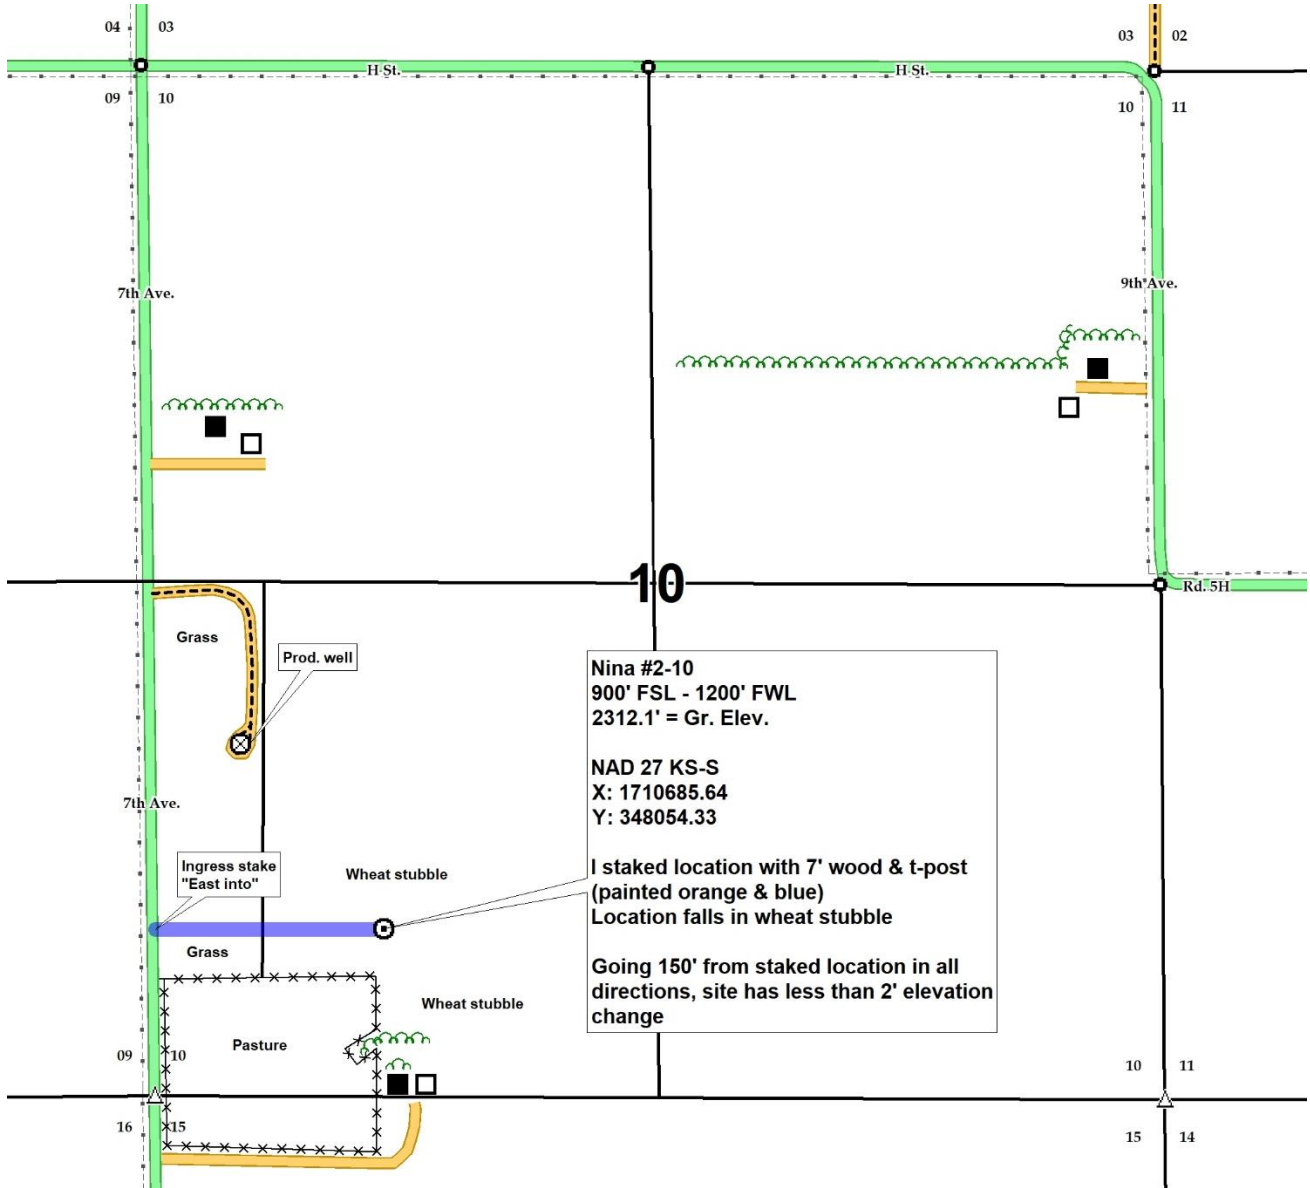 04
03
03
02
H St.
H St.
09
10
10
11
7th Ave.
9th Ave.
10
Rd. 5H
Grass
Prod. well
Nina #2-10
900' FSL - 1200' FWL
2312.1' = Gr. Elev.
NAD 27 KS-S
X: 1710685.64
Y: 348054.33
I staked location with 7' wood & t-post
(painted orange & blue)
Location falls in wheat stubble
Going 150' from staked location in all
directions, site has less than 2' elevation
change
7th Ave.
Ingress stake
"East into"
Wheat stubble
Grass
Wheat stubble
Pasture
09
10
10
11
16
15
15
14